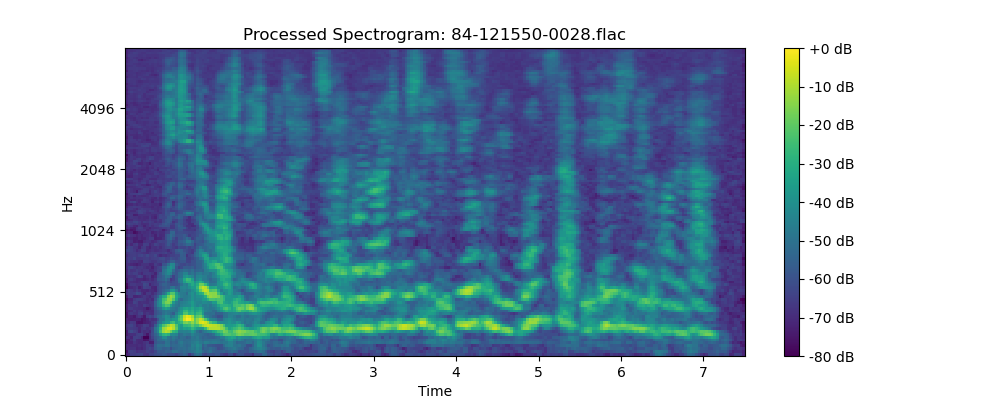 Processed Spectrogram: 84-121550-0028.flac
Hz
4096
2048
1024
512
0
0 1 2 3 4 5 6 7
Time
+0 dB
-10 dB
-20 dB
-30 dB
-40 dB
-50 dB
-60 dB
-70 dB
-80 dB